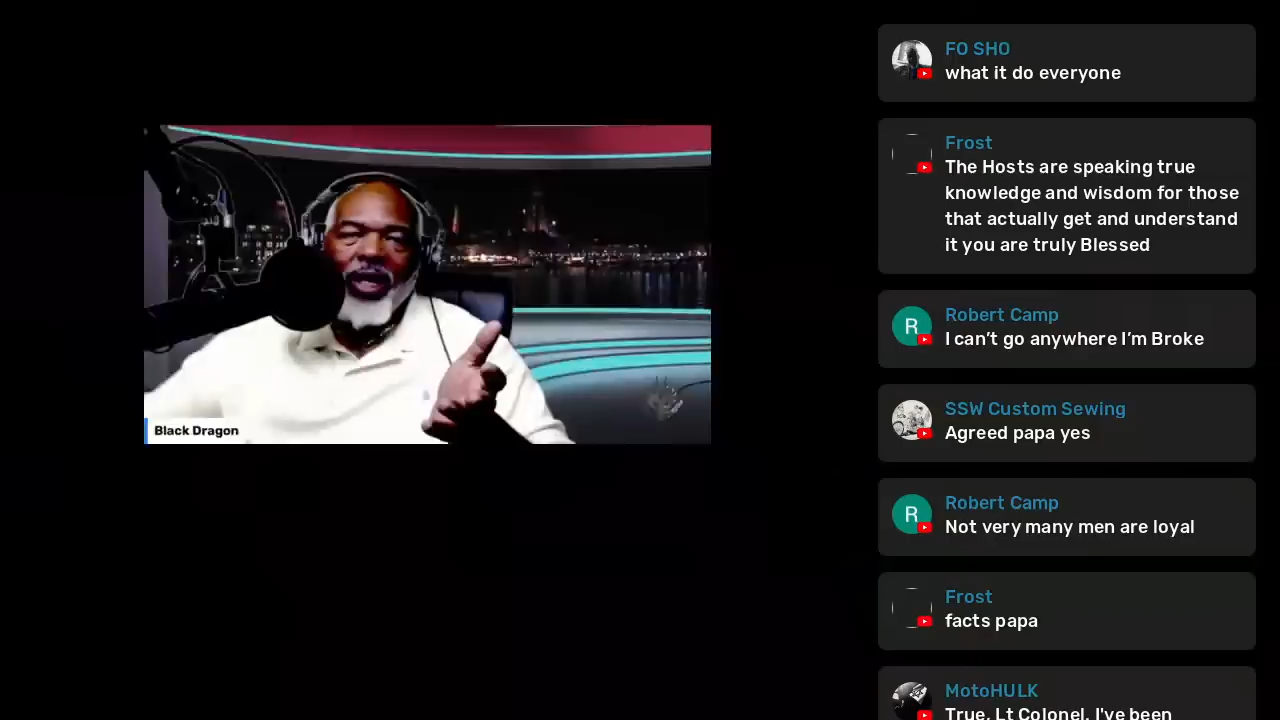 Black Dragon
FO SHO
what it do everyone
Frost
The Hosts are speaking true
knowledge and wisdom for those
that actually get and understand
it you are truly Blessed
Robert Camp
I can’t go anywhere I’m Broke
SSW Custom Sewing
Agreed papa yes
R
Robert Camp
Not very many men are loyal
R
Frost
facts papa
MotoHULK
True, Lt Colonel. I've been